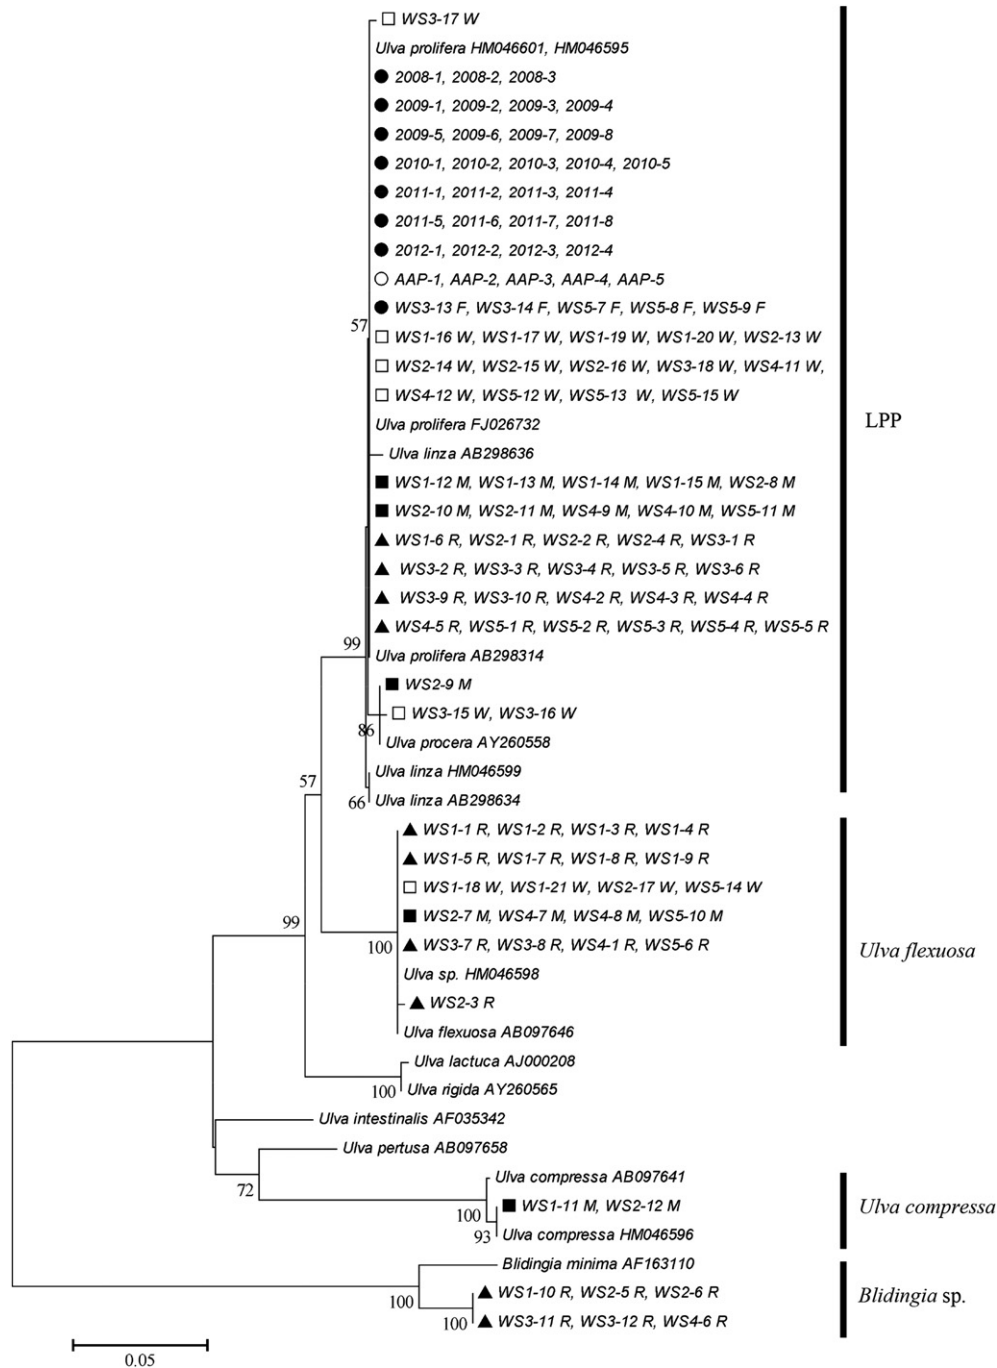 WS3-17 W
Ulva prolifera HM046601, HM046595
2008-1, 2008-2, 2008-3
2009-1, 2009-2, 2009-3, 2009-4
2009-5, 2009-6, 2009-7, 2009-8
2010-1, 2010-2, 2010-3, 2010-4, 2010-5
2011-1, 2011-2, 2011-3, 2011-4
2011-5, 2011-6, 2011-7, 2011-8
2012-1, 2012-2, 2012-3, 2012-4
AAP-1, AAP-2, AAP-3, AAP-4, AAP-5
WS3-13 F, WS3-14 F, WS5-7 F, WS5-8 F, WS5-9 F
57
WS1-16 W, WS1-17 W, WS1-19 W, WS1-20 W, WS2-13 W
WS2-14 W, WS2-15 W, WS2-16 W, WS3-18 W, WS4-11 W,
WS4-12 W, WS5-12 W, WS5-13 W, WS5-15 W
Ulva prolifera FJ026732
LPP
Ulva linza AB298636
WS1-12 M, WS1-13 M, WS1-14 M, WS1-15 M, WS2-8 M
WS2-10 M, WS2-11 M, WS4-9 M, WS4-10 M, WS5-11 M
WS1-6 R, WS2-1 R, WS2-2 R, WS2-4 R, WS3-1 R
WS3-2 R, WS3-3 R, WS3-4 R, WS3-5 R, WS3-6 R
WS3-9 R, WS3-10 R, WS4-2 R, WS4-3 R, WS4-4 R
WS4-5 R, WS5-1 R, WS5-2 R, WS5-3 R, WS5-4 R, WS5-5 R
99
Ulva prolifera AB298314
WS2-9 M
WS3-15 W, WS3-16 W
86
Ulva procera AY260558
Ulva linza HM046599
57
66
Ulva linza AB298634
WS1-1 R, WS1-2 R, WS1-3 R, WS1-4 R
WS1-5 R, WS1-7 R, WS1-8 R, WS1-9 R
WS1-18 W, WS1-21 W, WS2-17 W, WS5-14 W
WS2-7 M, WS4-7 M, WS4-8 M, WS5-10 M
99
WS3-7 R, WS3-8 R, WS4-1 R, WS5-6 R
100
Ulva flexuosa
Ulva sp. HM046598
WS2-3 R
Ulva flexuosa AB097646
Ulva lactuca AJ000208
100
Ulva rigida AY260565
Ulva intestinalis AF035342
Ulva pertusa AB097658
72
Ulva compressa AB097641
WS1-11 M, WS2-12 M
Ulva compressa
100
93
Ulva compressa HM046596
Blidingia minima AF163110
WS1-10 R, WS2-5 R, WS2-6 R
Blidingia sp.
100
100
WS3-11 R, WS3-12 R, WS4-6 R
0.05